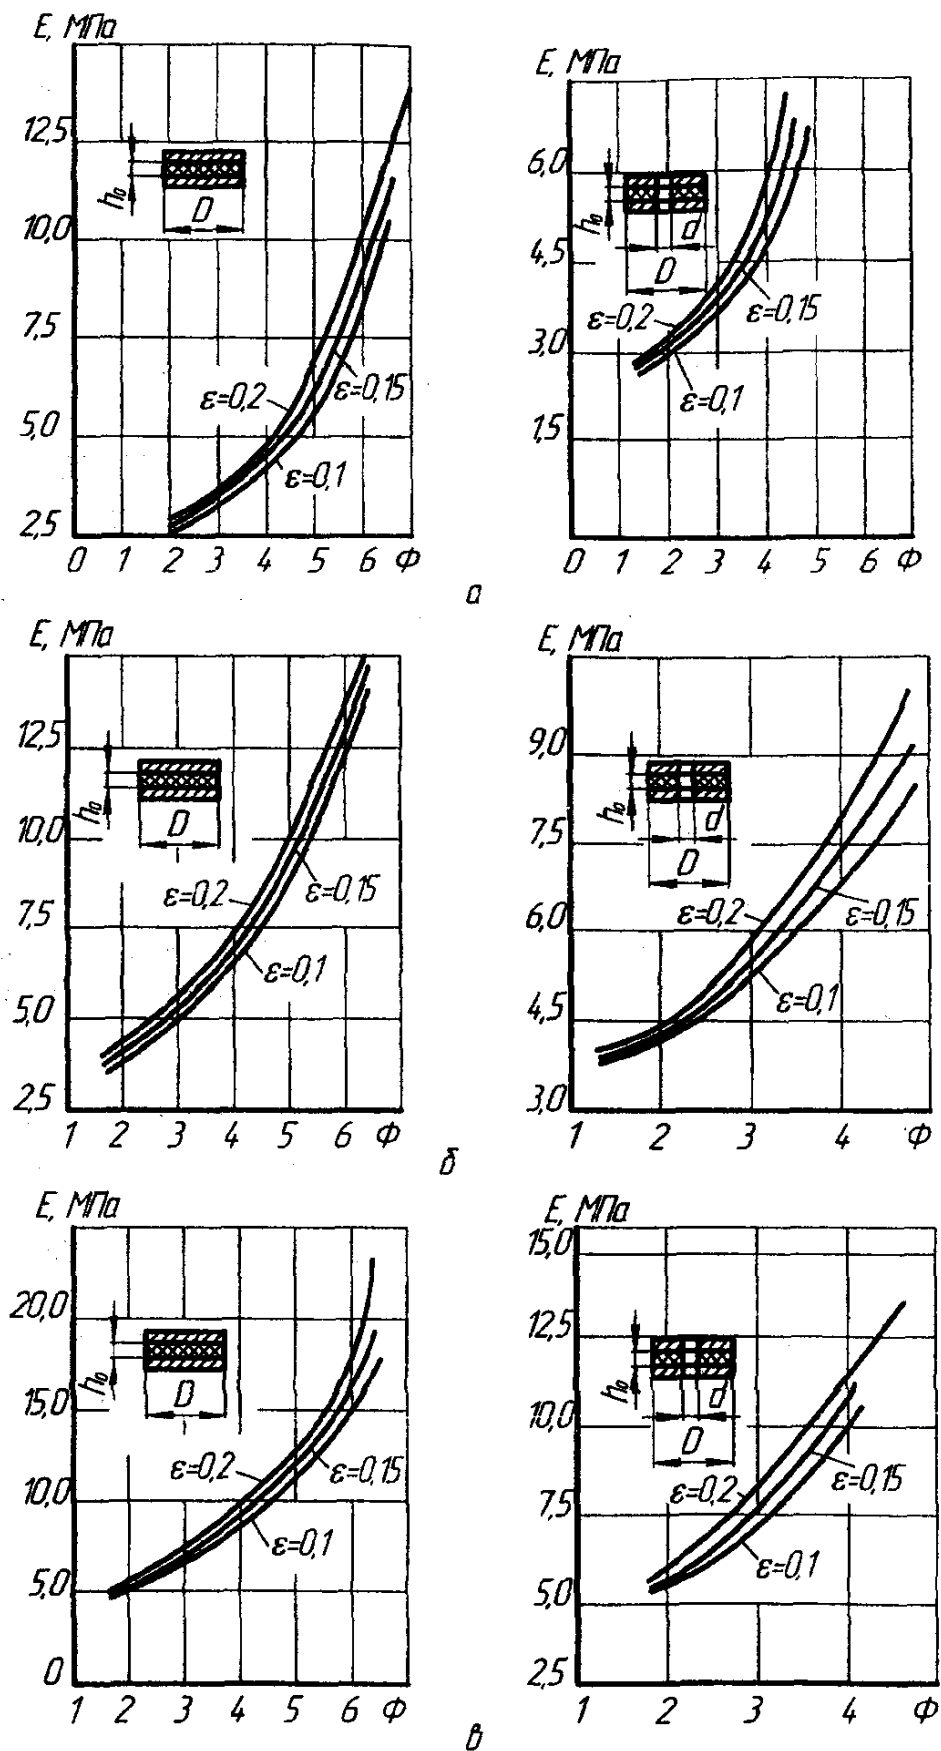 E, МПа
12,5
10,0
7,5
5,0
2,5
h₀
D
ε=0,2
ε=0,15
ε=0,1
0 1 2 3 4 5 6 Ф
E, МПа
6,0
4,5
3,0
1,5
h₀
d
D
ε=0,2
ε=0,15
ε=0,1
0 1 2 3 4 5 6 Ф
а
E, МПа
12,5
10,0
7,5
5,0
2,5
h₀
D
ε=0,2
ε=0,15
ε=0,1
1 2 3 4 5 6 Ф
E, МПа
9,0
7,5
6,0
4,5
3,0
h₀
d
D
ε=0,2
ε=0,15
ε=0,1
1 2 3 4 Ф
б
E, МПа
20,0
15,0
10,0
5,0
0
h₀
D
ε=0,2
ε=0,15
ε=0,1
1 2 3 4 5 6 Ф
E, МПа
15,0
12,5
10,0
7,5
5,0
2,5
h₀
d
D
ε=0,2
ε=0,15
ε=0,1
1 2 3 4 Ф
в